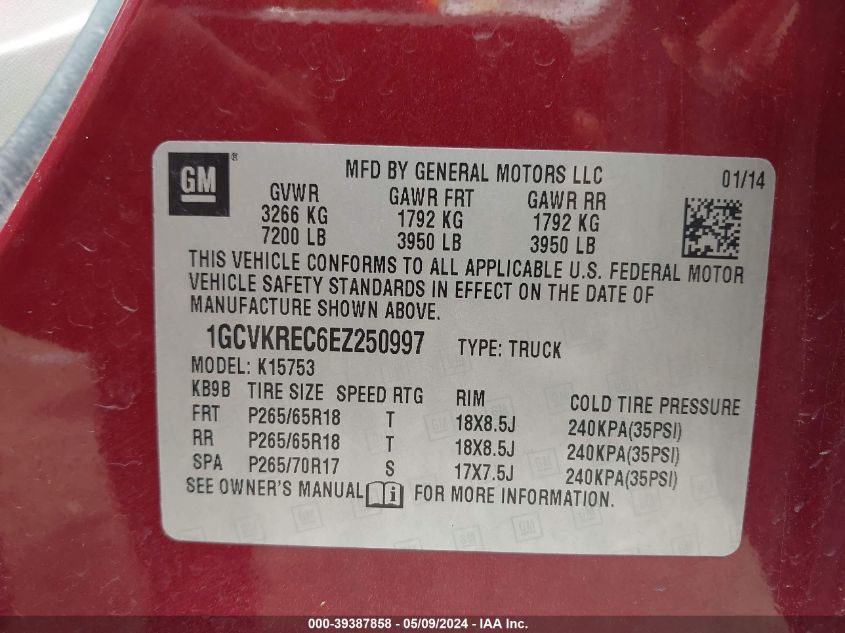 GM ®
MFD BY GENERAL MOTORS LLC 01/14
GVWR GAWR FRT GAWR RR
3266 KG 1792 KG 1792 KG
7200 LB 3950 LB 3950 LB
THIS VEHICLE CONFORMS TO ALL APPLICABLE U.S. FEDERAL MOTOR
VEHICLE SAFETY STANDARDS IN EFFECT ON THE DATE OF
MANUFACTURE SHOWN ABOVE.
1GCVKREC6EZ250997 TYPE: TRUCK
MODEL: K15753
KB9B TIRE SIZE SPEED RTG RIM COLD TIRE PRESSURE
FRT P265/65R18 T 18X8.5J 240KPA(35PSI)
RR P265/65R18 T 18X8.5J 240KPA(35PSI)
SPA P265/70R17 S 17X7.5J 240KPA(35PSI)
SEE OWNER'S MANUAL i FOR MORE INFORMATION.
000-39387858 - 05/09/2024 - IAA Inc.